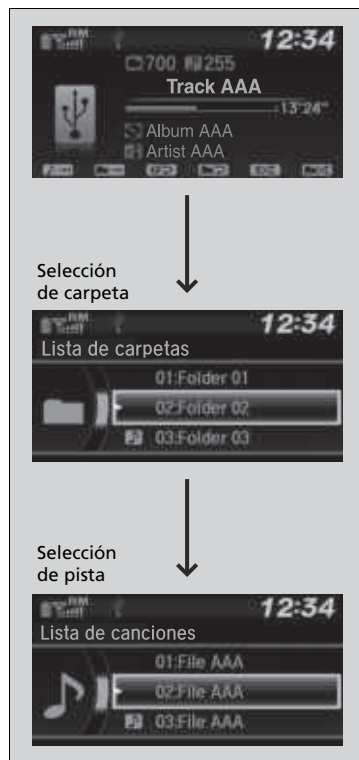 12:34
700, 255
Track AAA
13'24"
Album AAA
Artist AAA
Selección
de carpeta
12:34
Lista de carpetas
01:Folder 01
02:Folder 02
03:Folder 03
Selección
de pista
12:34
Lista de canciones
01:File AAA
02:File AAA
03:File AAA